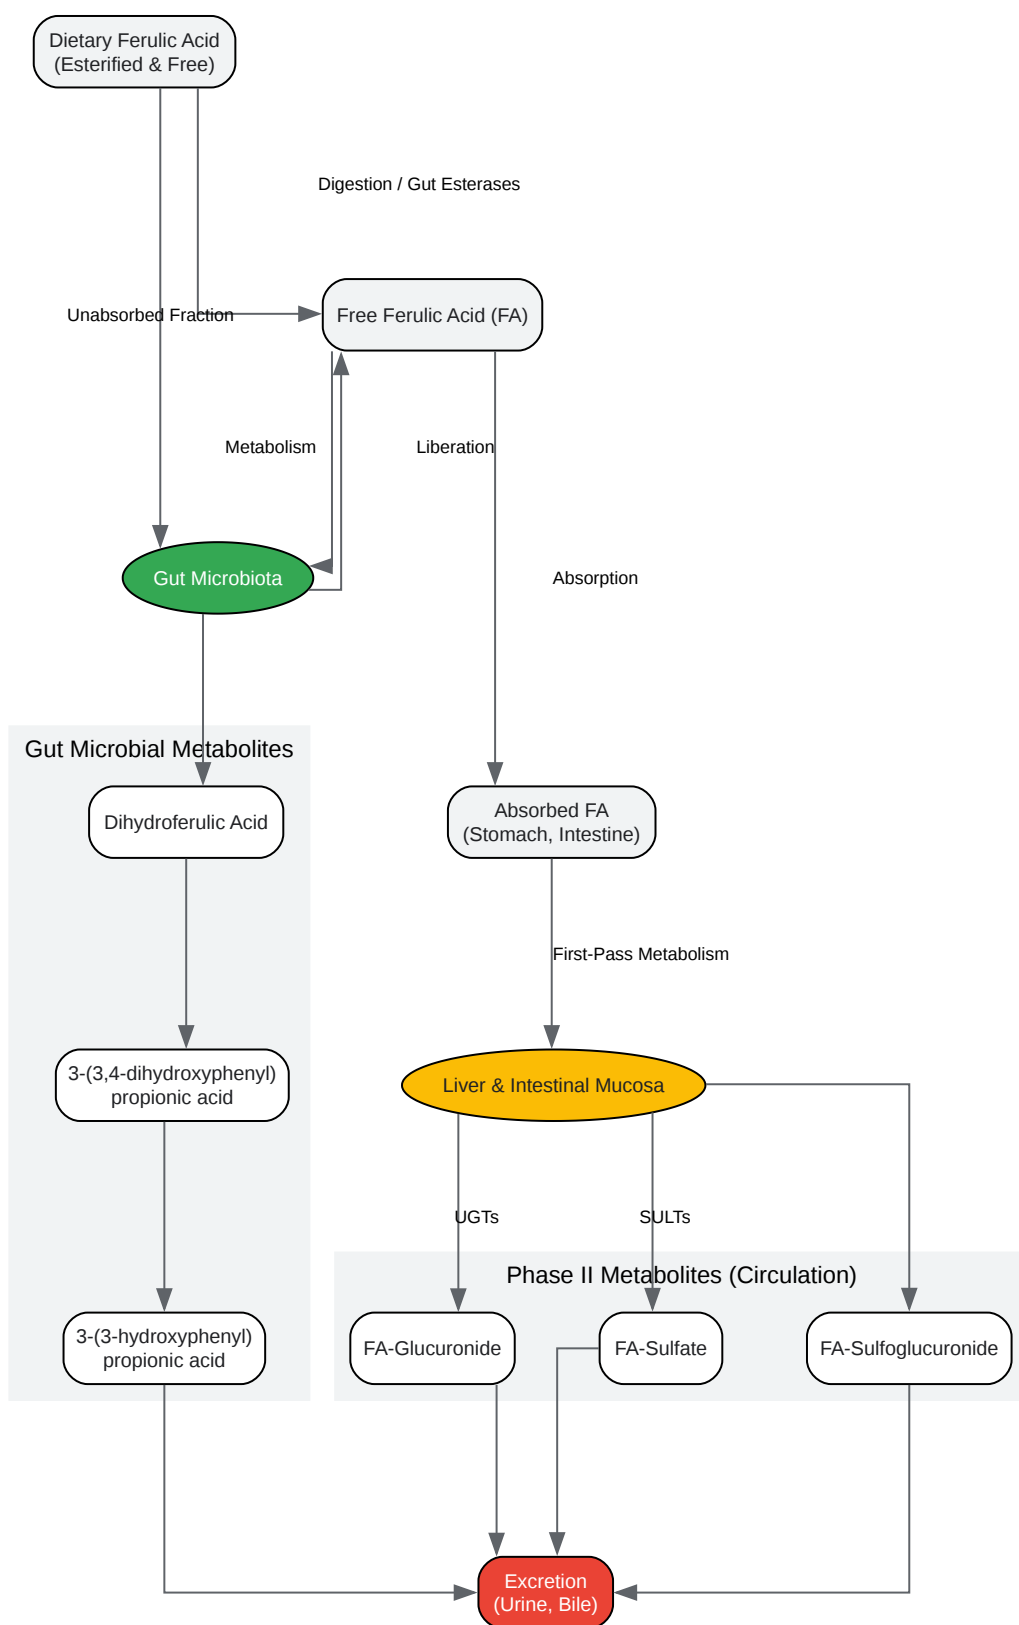 Dietary Ferulic Acid
(Esterified & Free)
Digestion / Gut Esterases
Unabsorbed Fraction
Free Ferulic Acid (FA)
Metabolism
Liberation
Gut Microbiota
Absorption
Gut Microbial Metabolites
Dihydroferulic Acid
Absorbed FA
(Stomach, Intestine)
First-Pass Metabolism
3-(3,4-dihydroxyphenyl)
propionic acid
Liver & Intestinal Mucosa
UGTs
SULTs
Phase II Metabolites (Circulation)
3-(3-hydroxyphenyl)
propionic acid
FA-Glucuronide
FA-Sulfate
FA-Sulfoglucuronide
Excretion
(Urine, Bile)